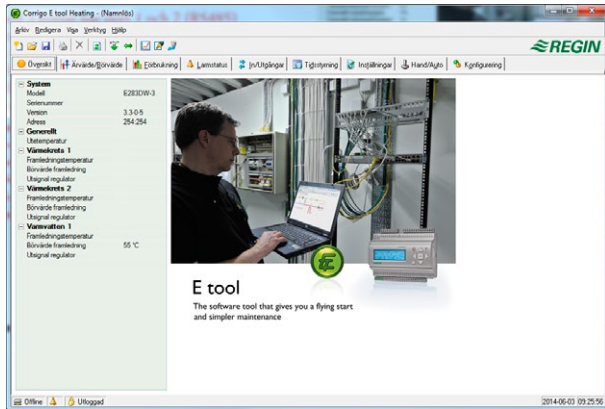 Corrigo E tool Heating - (Namnlös)
Arkiv Redigera Visa Verktyg Hjälp
REGIN
Översikt Ärvärde/Börvärde Förbrukning Larmstatus In/Utgångar Tidsstyrning Inställningar Hand/Auto Konfigurering
System
Modell E283DW-3
Serienummer
Version 3.3-0-5
Adress 254:254
Generellt
Utetemperatur
Värmekrets 1
Framledningstemperatur
Börvärde framledning
Utsignal regulator
Värmekrets 2
Framledningstemperatur
Börvärde framledning
Utsignal regulator
Varmvatten 1
Framledningstemperatur
Börvärde framledning 55 °C
Utsignal regulator
E tool
The software tool that gives you a flying start
and simpler maintenance
Offline Utloggad 2014-06-03 09:25:56